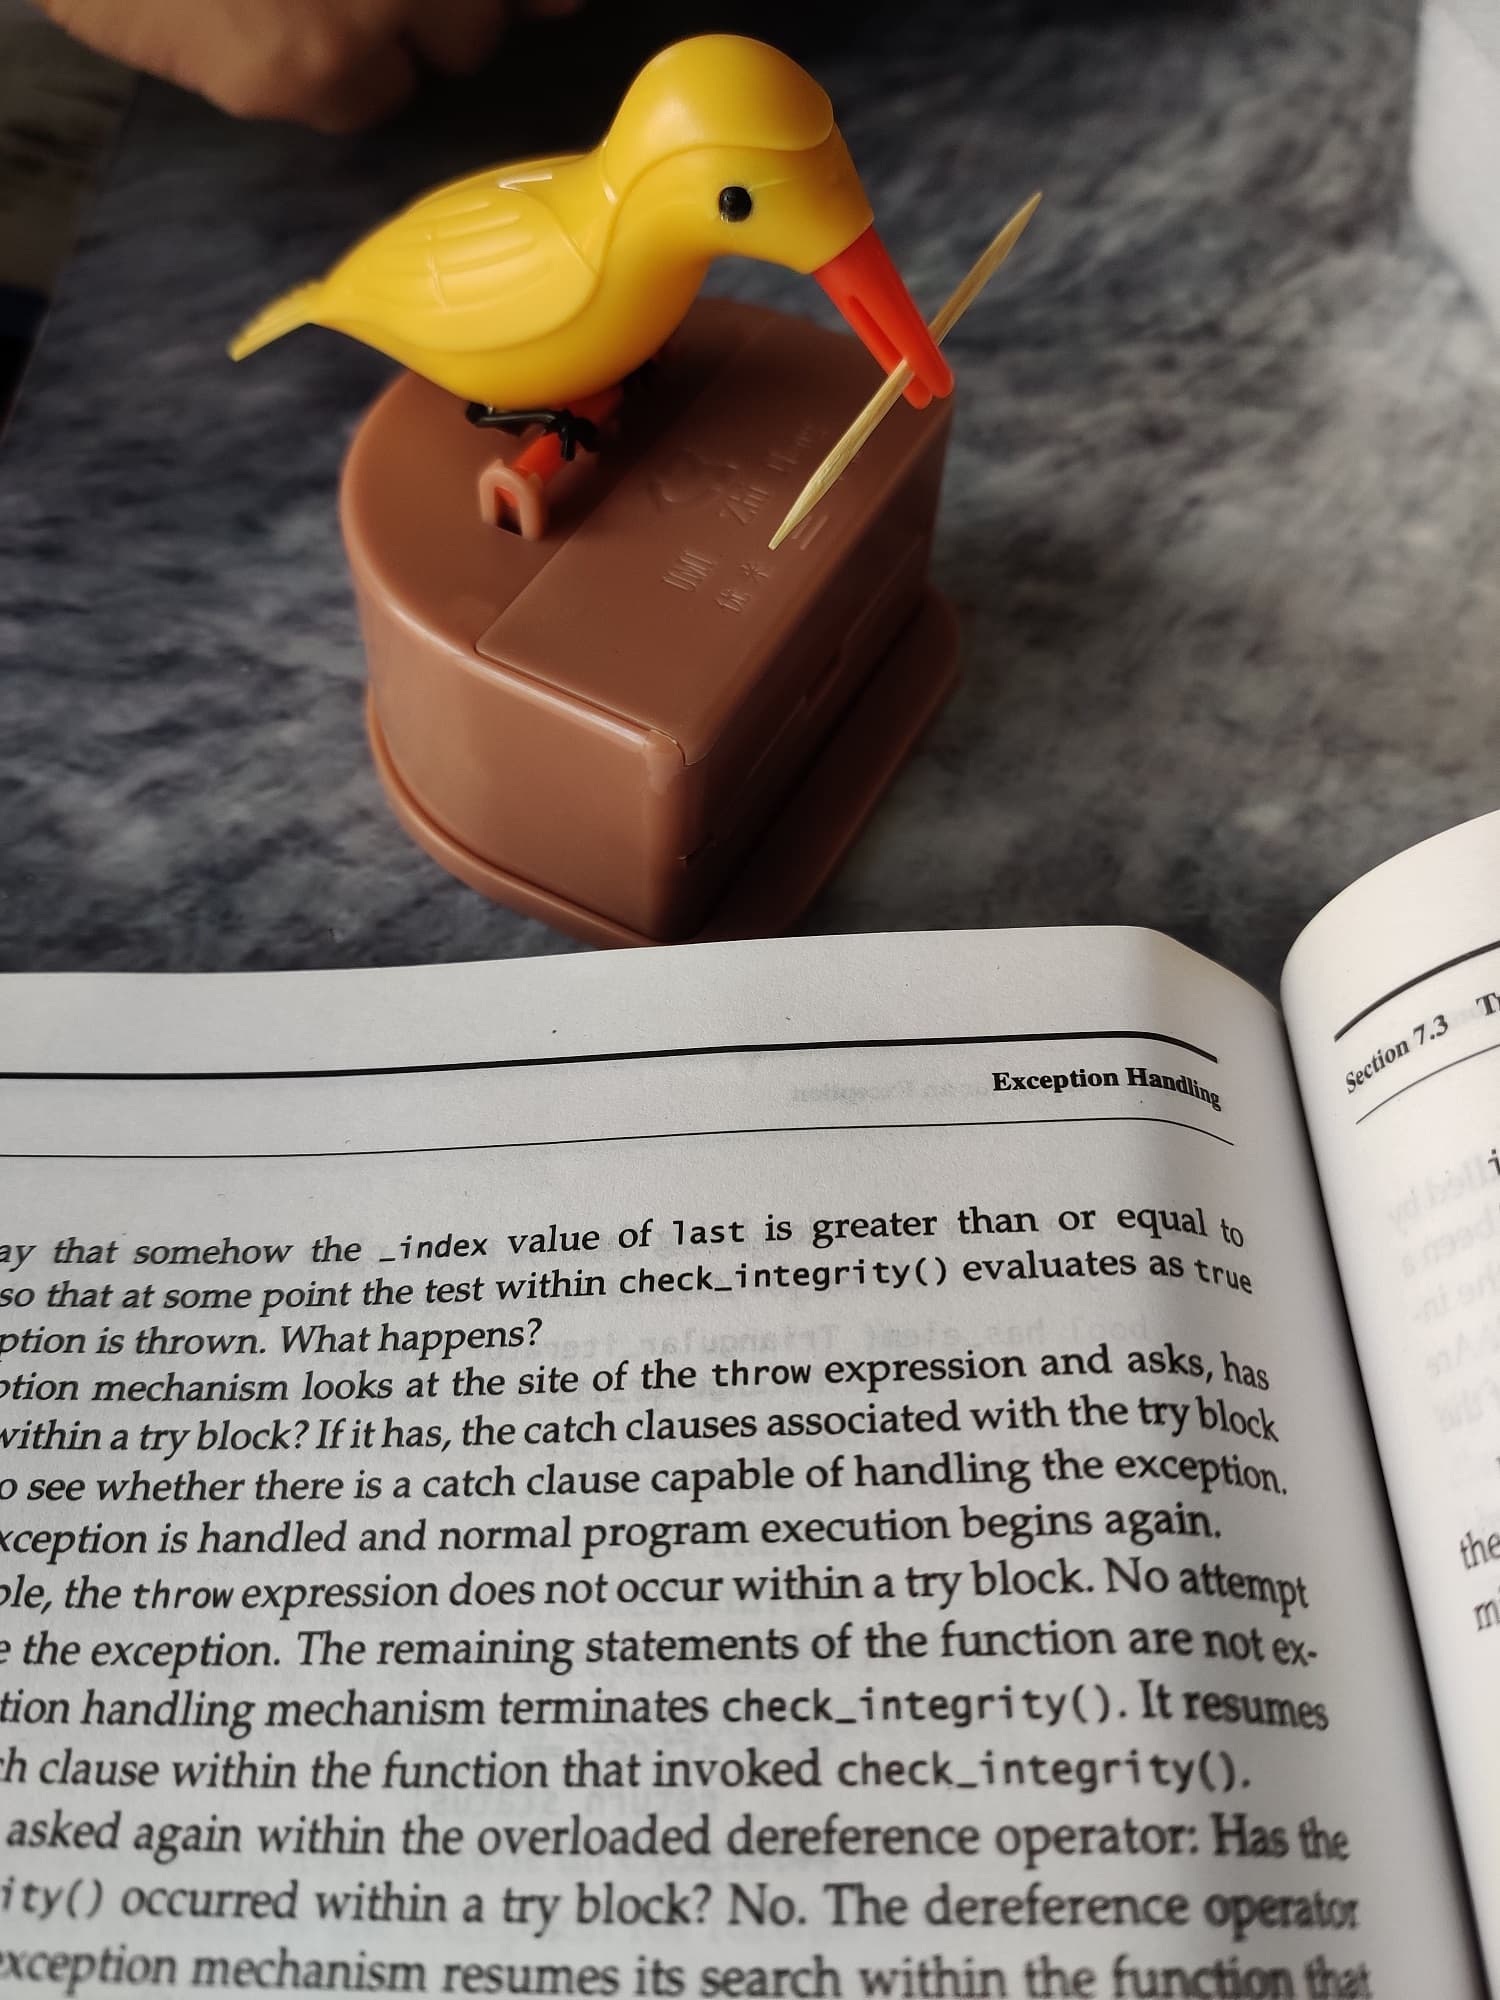 UMI
优米
Exception Handling
ay that somehow the _index value of last is greater than or equal to
so that at some point the test within check_integrity() evaluates as true
ption is thrown. What happens?
ption mechanism looks at the site of the throw expression and asks, has
within a try block? If it has, the catch clauses associated with the try block
o see whether there is a catch clause capable of handling the exception.
xception is handled and normal program execution begins again.
ple, the throw expression does not occur within a try block. No attempt
e the exception. The remaining statements of the function are not ex-
tion handling mechanism terminates check_integrity(). It resumes
ch clause within the function that invoked check_integrity().
asked again within the overloaded dereference operator: Has the
ity() occurred within a try block? No. The dereference operator
exception mechanism resumes its search within the function that
Section 7.3
the